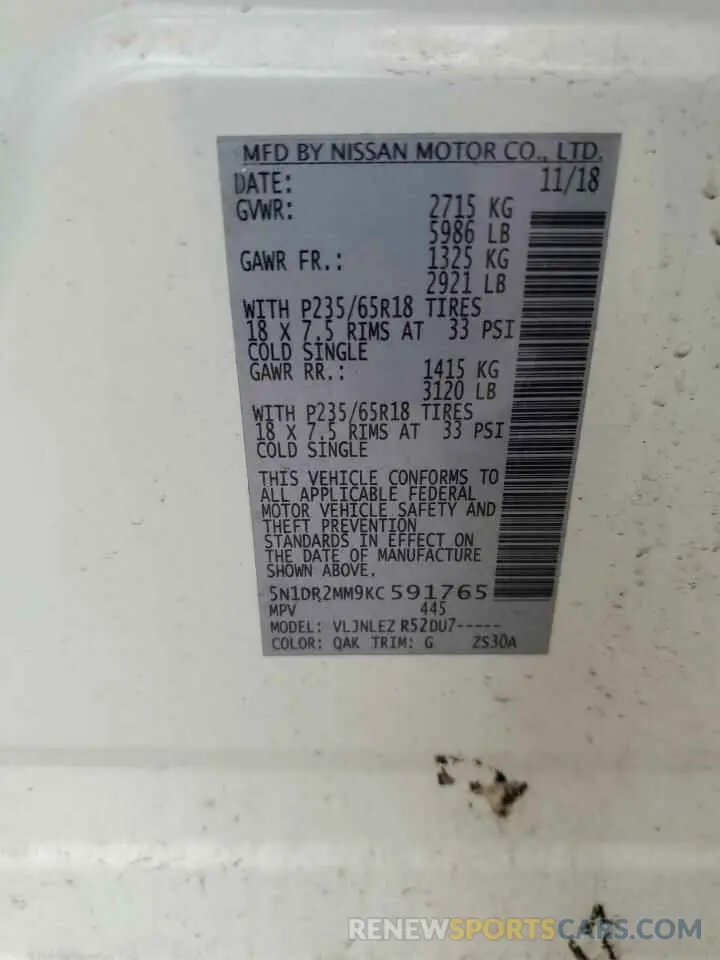 MFD BY NISSAN MOTOR CO., LTD.
DATE: 11/18
GVWR: 2715 KG
5986 LB
GAWR FR.: 1325 KG
2921 LB
WITH P235/65R18 TIRES
18 X 7.5 RIMS AT 33 PSI
COLD SINGLE
GAWR RR.: 1415 KG
3120 LB
WITH P235/65R18 TIRES
18 X 7.5 RIMS AT 33 PSI
COLD SINGLE
THIS VEHICLE CONFORMS TO
ALL APPLICABLE FEDERAL
MOTOR VEHICLE SAFETY AND
THEFT PREVENTION
STANDARDS IN EFFECT ON
THE DATE OF MANUFACTURE
SHOWN ABOVE.
5N1DR2MM9KC591765
MPV 445
MODEL: VLJNLEZ R52DU7-----
COLOR: QAK TRIM: G ZS30A
RENEWSPORTSCARS.COM